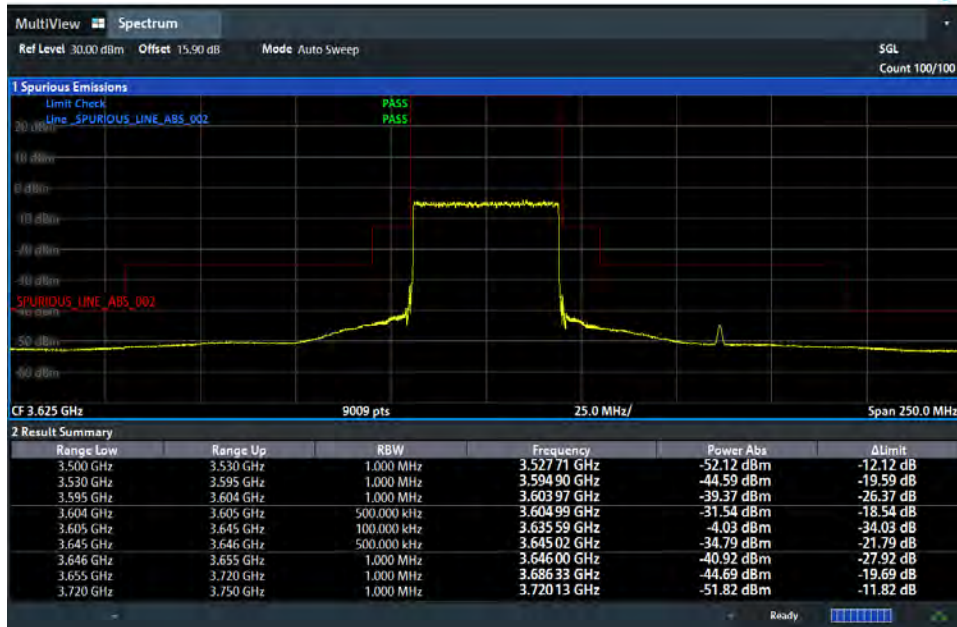 MultiView Spectrum
Ref Level 30.00 dBm Offset 15.90 dB Mode Auto Sweep SGL
Count 100/100
1 Spurious Emissions
Limit Check PASS
Line _SPURIOUS_LINE_ABS_002 PASS
20 dBm
10 dBm
0 dBm
-10 dBm
-20 dBm
-30 dBm
_SPURIOUS_LINE_ABS_002
-40 dBm
-50 dBm
-60 dBm
CF 3.625 GHz 9009 pts 25.0 MHz/ Span 250.0 MHz
2 Result Summary
Range Low Range Up RBW Frequency Power Abs ΔLimit
3.500 GHz 3.530 GHz 1.000 MHz 3.527 71 GHz -52.12 dBm -12.12 dB
3.530 GHz 3.595 GHz 1.000 MHz 3.594 90 GHz -44.59 dBm -19.59 dB
3.595 GHz 3.604 GHz 1.000 MHz 3.603 97 GHz -39.37 dBm -26.37 dB
3.604 GHz 3.605 GHz 500.000 kHz 3.604 99 GHz -31.54 dBm -18.54 dB
3.605 GHz 3.645 GHz 100.000 kHz 3.635 59 GHz -4.03 dBm -34.03 dB
3.645 GHz 3.646 GHz 500.000 kHz 3.645 02 GHz -34.79 dBm -21.79 dB
3.646 GHz 3.655 GHz 1.000 MHz 3.646 00 GHz -40.92 dBm -27.92 dB
3.655 GHz 3.720 GHz 1.000 MHz 3.686 33 GHz -44.69 dBm -19.69 dB
3.720 GHz 3.750 GHz 1.000 MHz 3.720 13 GHz -51.82 dBm -11.82 dB
Ready